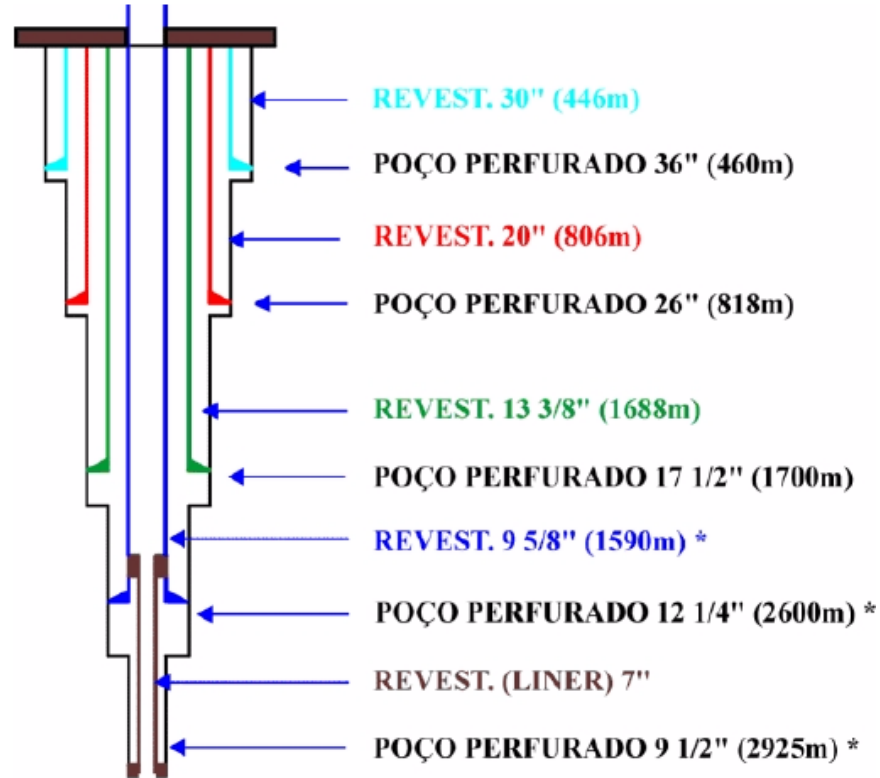 REVEST. 30" (446m)
POÇO PERFURADO 36" (460m)
REVEST. 20" (806m)
POÇO PERFURADO 26" (818m)
REVEST. 13 3/8" (1688m)
POÇO PERFURADO 17 1/2" (1700m)
REVEST. 9 5/8" (1590m) *
POÇO PERFURADO 12 1/4" (2600m) *
REVEST. (LINER) 7"
POÇO PERFURADO 9 1/2" (2925m) *